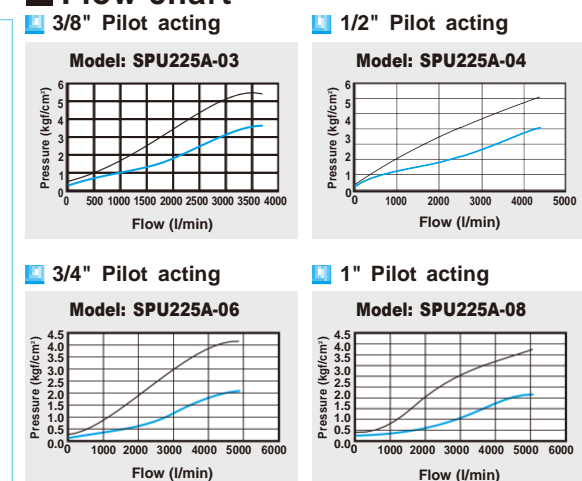 3/8" Pilot acting
Model: SPU225A-03
Pressure (kgf/cm²)
6
5
4
3
2
1
0
0 500 1000 1500 2000 2500 3000 3500 4000
Flow (l/min)
1/2" Pilot acting
Model: SPU225A-04
Pressure (kgf/cm²)
6
5
4
3
2
1
0
0 1000 2000 3000 4000 5000
Flow (l/min)
3/4" Pilot acting
Model: SPU225A-06
Pressure (kgf/cm²)
4.5
4.0
3.5
3.0
2.5
2.0
1.5
1.0
0.5
0.0
0 1000 2000 3000 4000 5000 6000
Flow (l/min)
1" Pilot acting
Model: SPU225A-08
Pressure (kgf/cm²)
4.5
4.0
3.5
3.0
2.5
2.0
1.5
1.0
0.5
0.0
0 1000 2000 3000 4000 5000 6000
Flow (l/min)